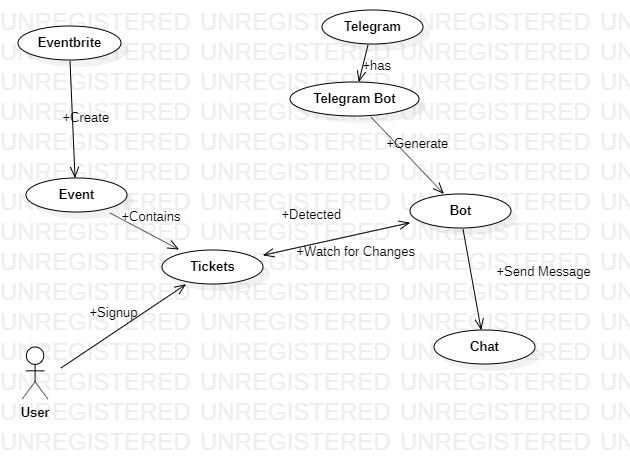 UNREGISTERED UNREGISTERED UNREGISTERED UN
Eventbrite
Telegram
+has
Telegram Bot
+Create
+Generate
Event
Bot
+Contains
+Detected
+Watch for Changes
Tickets
+Send Message
+Signup
Chat
User